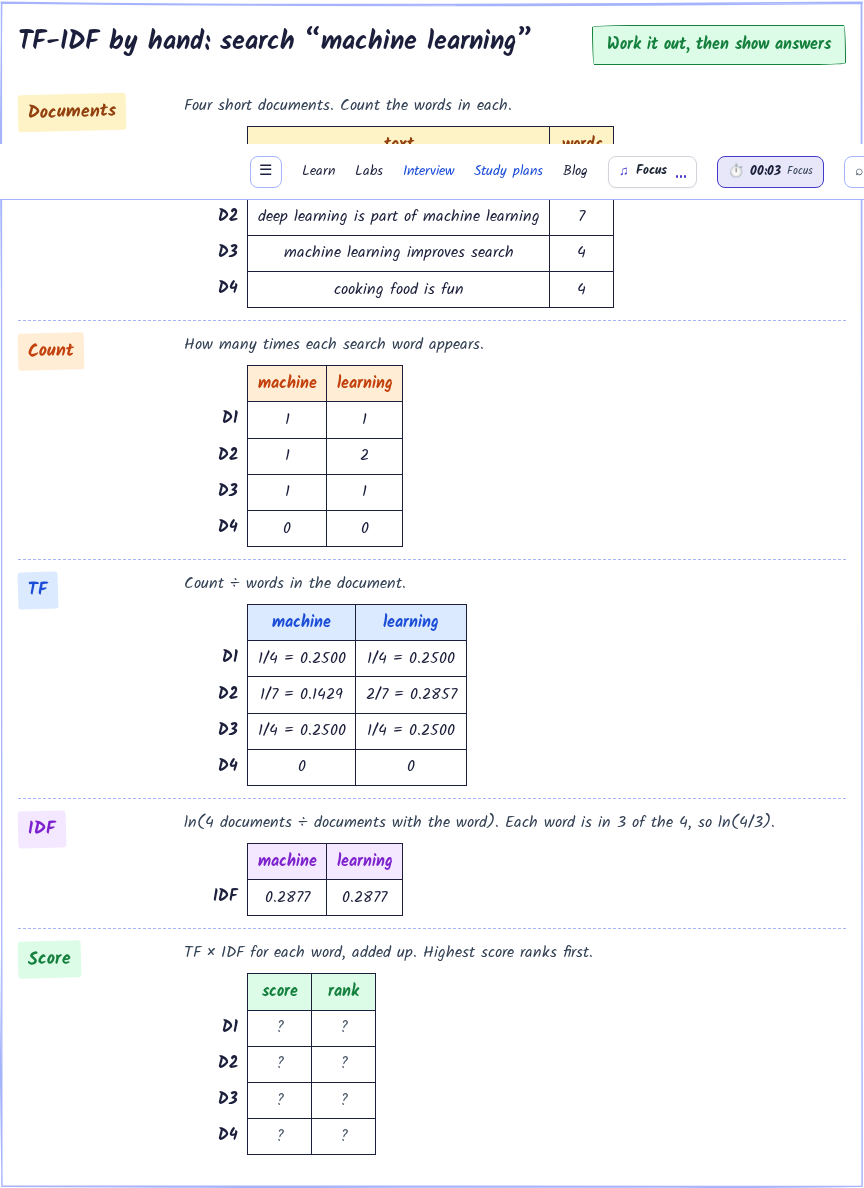 TF-IDF by hand: search “machine learning”
Work it out, then show answers
Documents
Four short documents. Count the words in each.
text words
☰ Learn Labs Interview Study plans Blog ♫ Focus ... ⏱ 00:03 Focus
D2 deep learning is part of machine learning 7
D3 machine learning improves search 4
D4 cooking food is fun 4
Count
How many times each search word appears.
machine learning
D1 1 1
D2 1 2
D3 1 1
D4 0 0
TF
Count ÷ words in the document.
machine learning
D1 1/4 = 0.2500 1/4 = 0.2500
D2 1/7 = 0.1429 2/7 = 0.2857
D3 1/4 = 0.2500 1/4 = 0.2500
D4 0 0
IDF
ln(4 documents ÷ documents with the word). Each word is in 3 of the 4, so ln(4/3).
machine learning
IDF 0.2877 0.2877
Score
TF × IDF for each word, added up. Highest score ranks first.
score rank
D1 ? ?
D2 ? ?
D3 ? ?
D4 ? ?